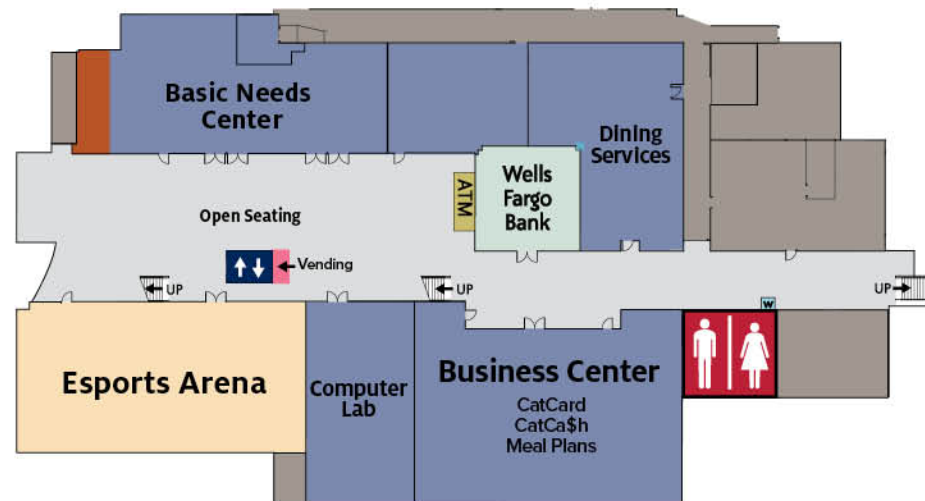 Basic Needs
Center
Dining
Services
Wells
Fargo
Bank
ATM
Open Seating
Vending
UP
UP
UP
W
Esports Arena
Computer
Lab
Business Center
CatCard
CatCa$h
Meal Plans